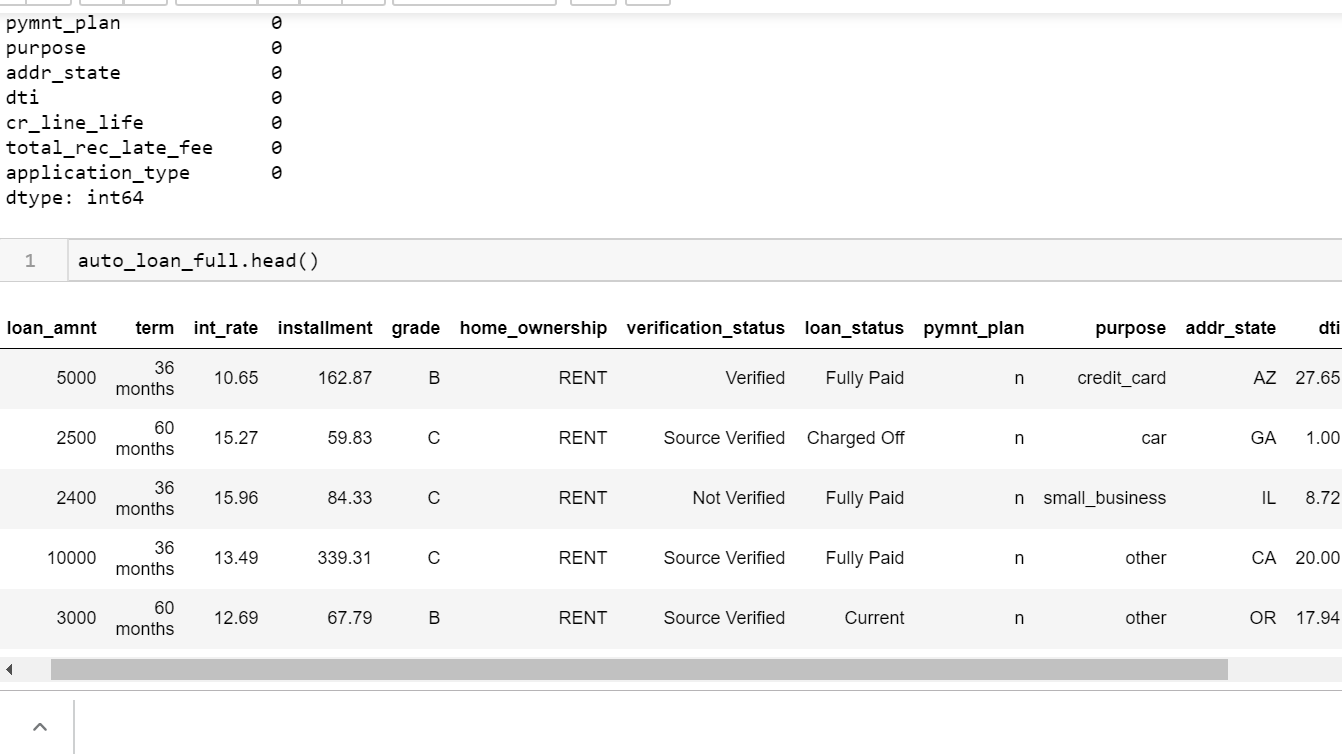 pymnt_plan 0
purpose 0
addr_state 0
dti 0
cr_line_life 0
total_rec_late_fee 0
application_type 0
dtype: int64
1 auto_loan_full.head()
loan_amnt term int_rate installment grade home_ownership verification_status loan_status pymnt_plan purpose addr_state dti
5000 36 months 10.65 162.87 B RENT Verified Fully Paid n credit_card AZ 27.65
2500 60 months 15.27 59.83 C RENT Source Verified Charged Off n car GA 1.00
2400 36 months 15.96 84.33 C RENT Not Verified Fully Paid n small_business IL 8.72
10000 36 months 13.49 339.31 C RENT Source Verified Fully Paid n other CA 20.00
3000 60 months 12.69 67.79 B RENT Source Verified Current n other OR 17.94